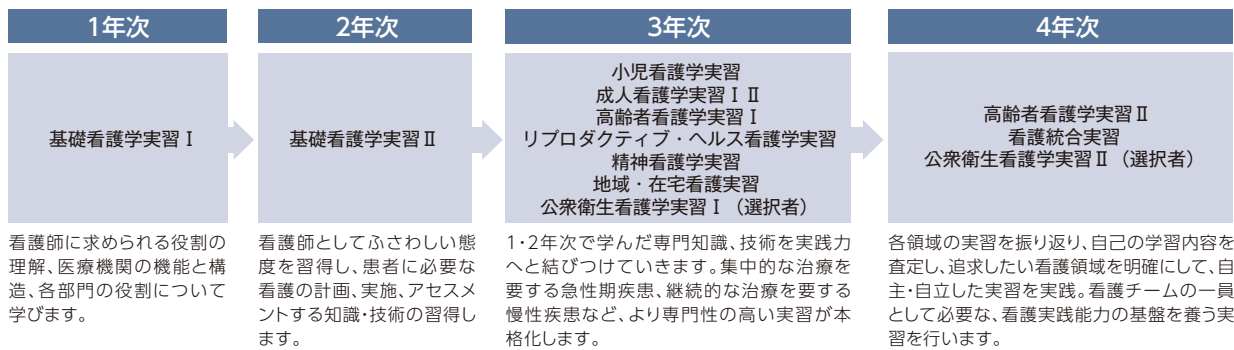 1年次
基礎看護学実習Ⅰ
看護師に求められる役割の
理解、医療機関の機能と構
造、各部門の役割について
学びます。
2年次
基礎看護学実習Ⅱ
看護師としてふさわしい態
度を習得し、患者に必要な
看護の計画、実施、アセスメ
ントする知識・技術の習得し
ます。
3年次
小児看護学実習
成人看護学実習ⅠⅡ
高齢者看護学実習Ⅰ
リプロダクティブ・ヘルス看護学実習
精神看護学実習
地域・在宅看護実習
公衆衛生看護学実習Ⅰ（選択者）
1・2年次で学んだ専門知識、技術を実践力
へと結びつけていきます。集中的な治療を
要する急性期疾患、継続的な治療を要する
慢性疾患など、より専門性の高い実習が本
格化します。
4年次
高齢者看護学実習Ⅱ
看護統合実習
公衆衛生看護学実習Ⅱ（選択者）
各領域の実習を振り返り、自己の学習内容を
査定し、追求したい看護領域を明確にして、自
主・自立した実習を実践。看護チームの一員
として必要な、看護実践能力の基盤を養う実
習を行います。